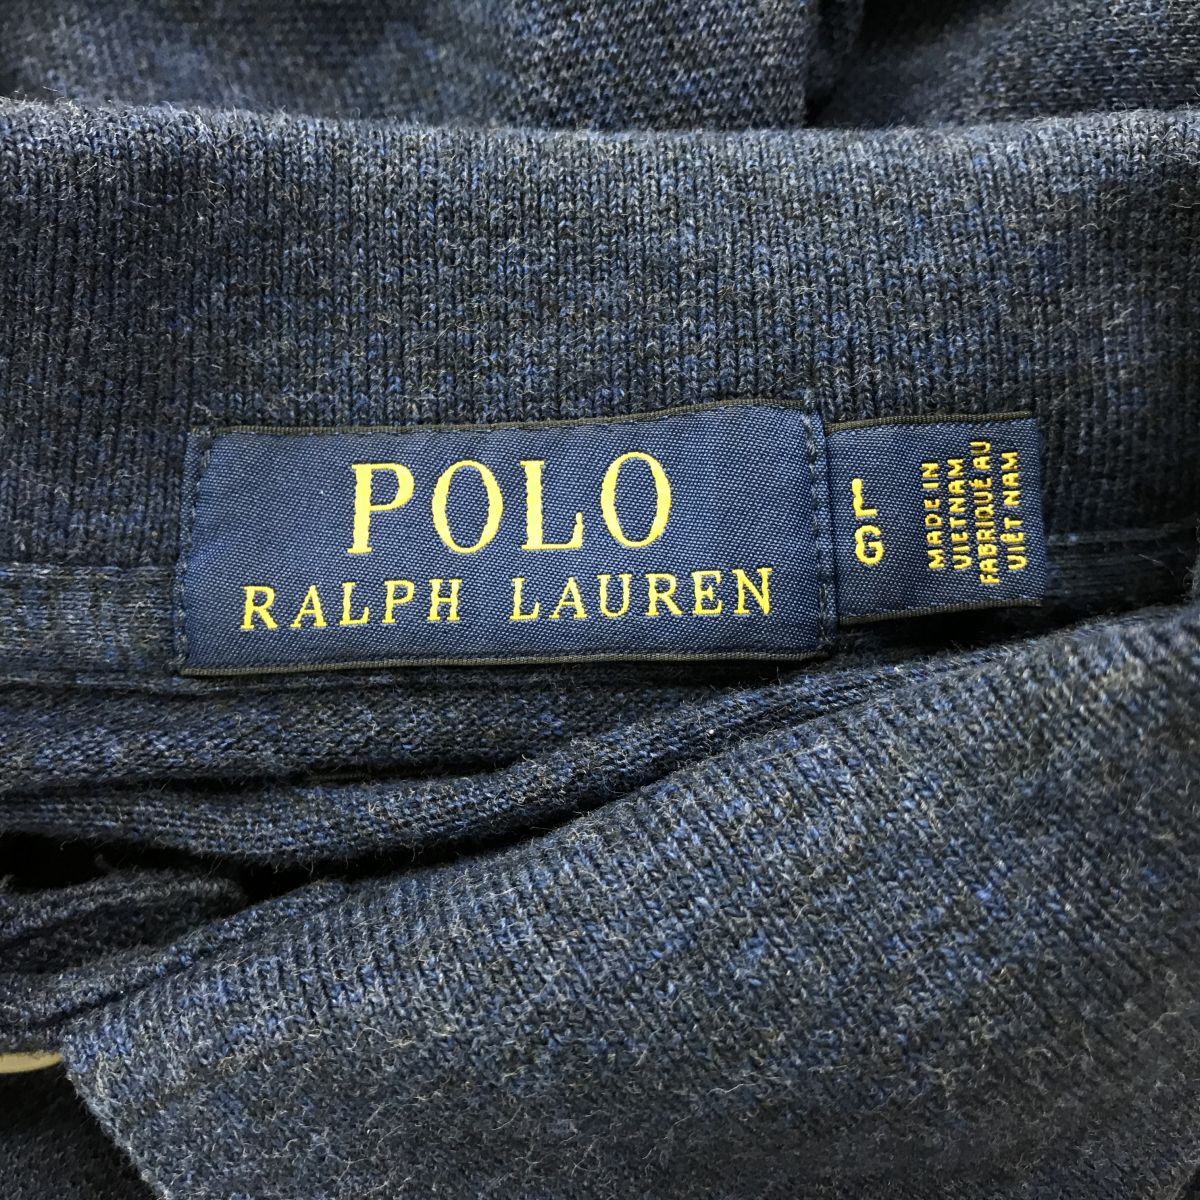 POLO
RALPH LAUREN
L
G
MADE IN
VIETNAM
FABRIQUÉ AU
VIÊT NAM